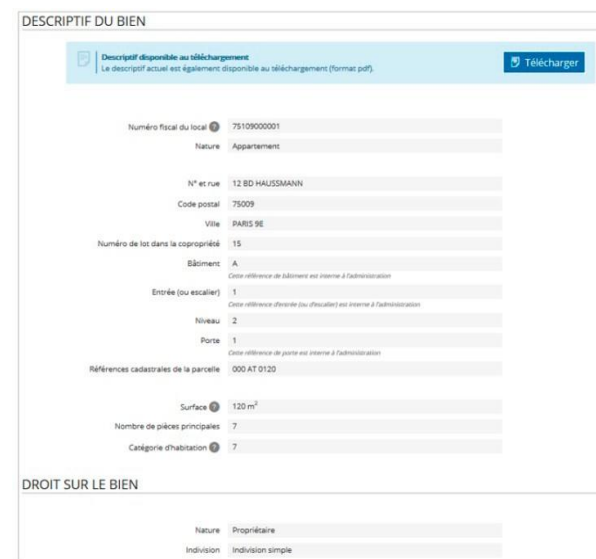 DESCRIPTIF DU BIEN
Descriptif disponible au téléchargement
Le descriptif actuel est également disponible au téléchargement (format pdf).
Télécharger
Numéro fiscal du local ? 75109000001
Nature Appartement
N° et rue 12 BD HAUSSMANN
Code postal 75009
Ville PARIS 9E
Numéro de lot dans la copropriété 15
Bâtiment A
Cette référence de bâtiment est interne à l'administration
Entrée (ou escalier) 1
Cette référence d'entrée (ou d'escalier) est interne à l'administration
Niveau 2
Porte 1
Cette référence de porte est interne à l'administration
Références cadastrales de la parcelle 000 AT 0120
Surface ? 120 m²
Nombre de pièces principales 7
Catégorie d'habitation ? 7
DROIT SUR LE BIEN
Nature Propriétaire
Indivision Indivision simple